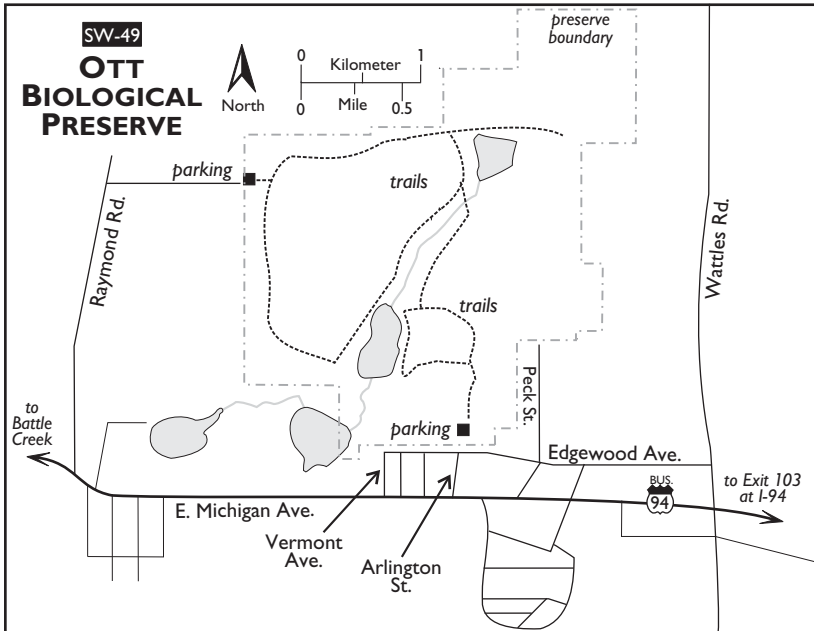 SW-49
OTT
BIOLOGICAL
PRESERVE
North
0 1
Kilometer
Mile
0 0.5
preserve
boundary
parking
trails
Raymond Rd.
Wattles Rd.
trails
Peck St.
to
Battle
Creek
parking
Edgewood Ave.
E. Michigan Ave.
BUS.
94
to Exit 103
at I-94
Vermont
Ave.
Arlington
St.